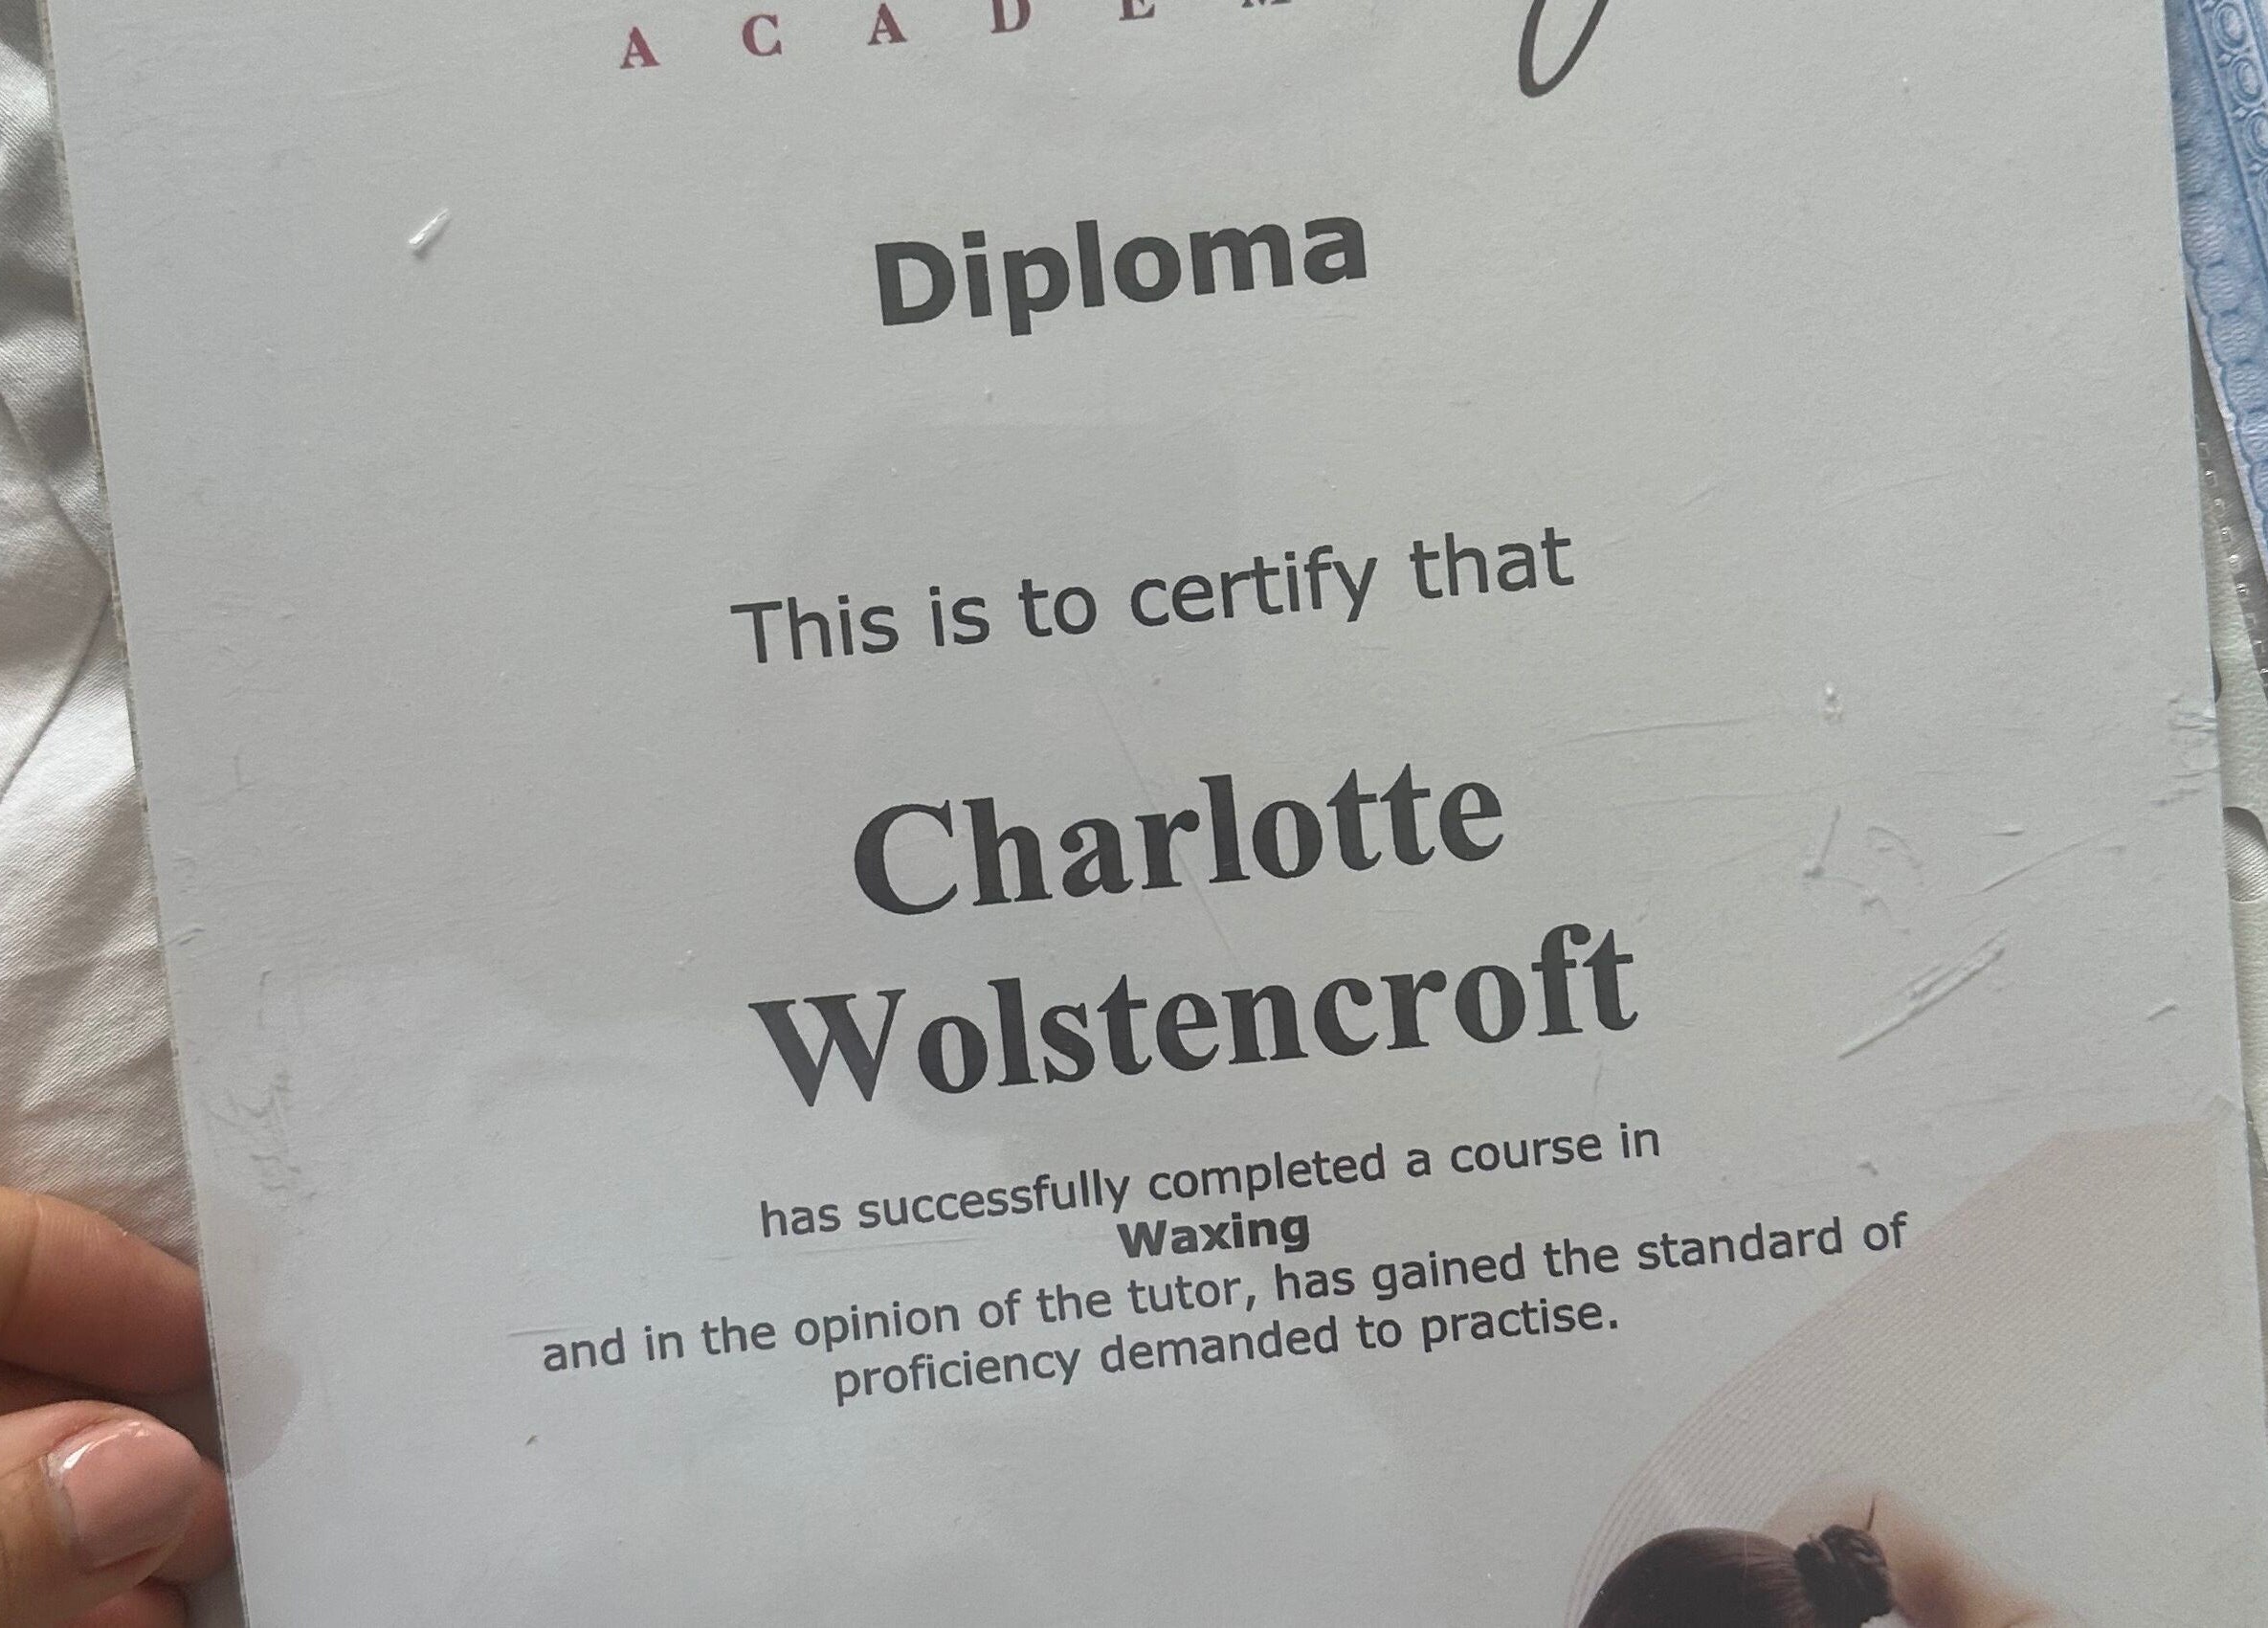 Diploma
This is to certify that
Charlotte
Wolstencroft
has successfully completed a course in
Waxing
and in the opinion of the tutor, has gained the standard of
proficiency demanded to practise.